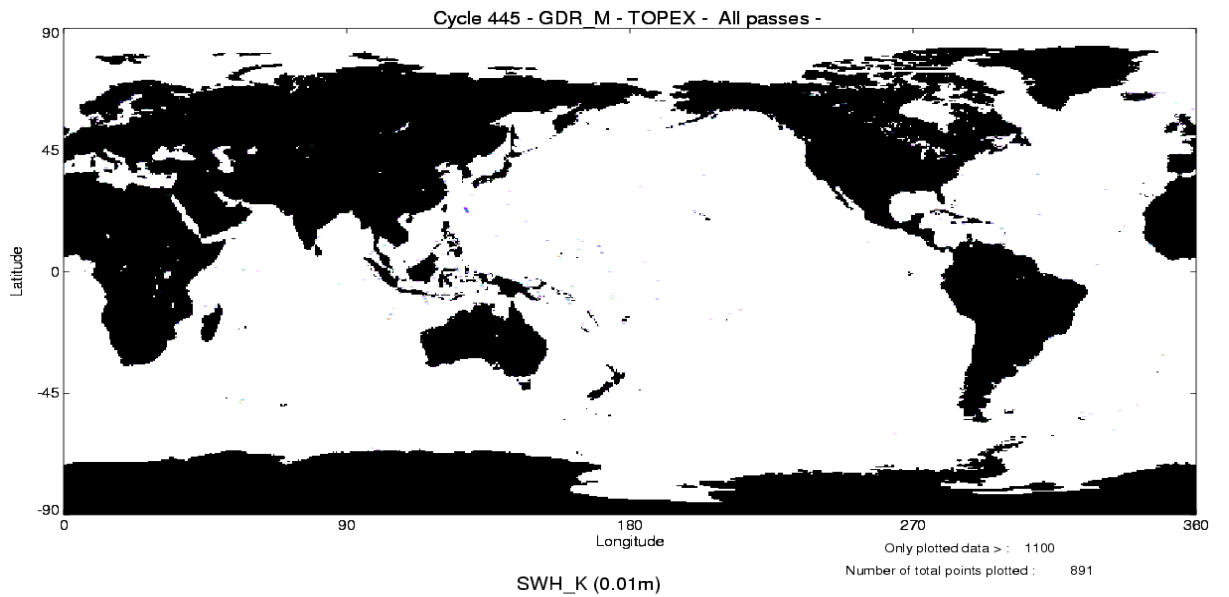 Cycle 445 - GDR_M - TOPEX - All passes -
90
45
0
-45
-90
Latitude
0 90 180 270 360
Longitude
Only plotted data > : 1100
Number of total points plotted : 891
SWH_K (0.01m)